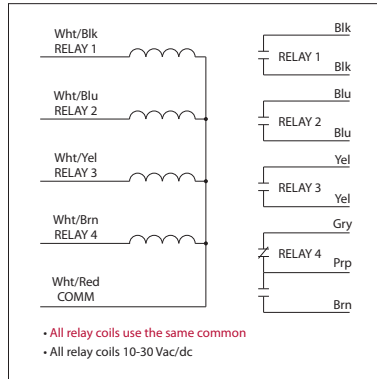 Wht/Blk
RELAY 1
Wht/Blu
RELAY 2
Wht/Yel
RELAY 3
Wht/Brn
RELAY 4
Wht/Red
COMM
Blk
RELAY 1
Blk
Blu
RELAY 2
Blu
Yel
RELAY 3
Yel
Gry
RELAY 4
Prp
Brn
• All relay coils use the same common
• All relay coils 10-30 Vac/dc